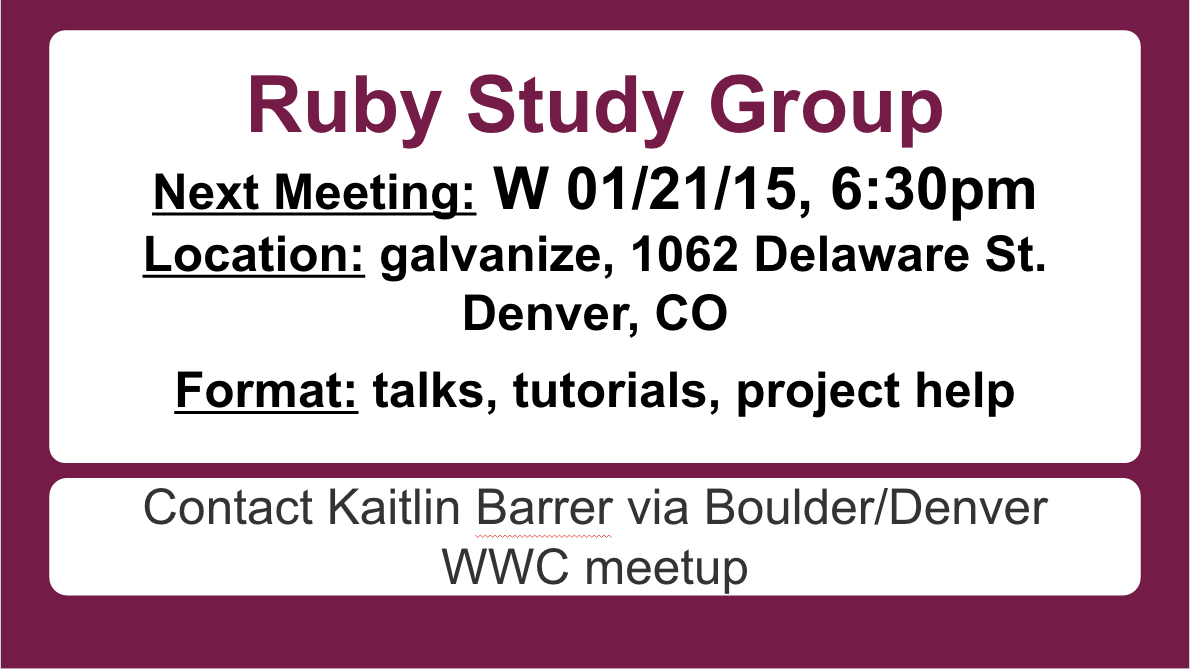 Ruby Study Group
Next Meeting: W 01/21/15, 6:30pm
Location: galvanize, 1062 Delaware St.
Denver, CO
Format: talks, tutorials, project help
Contact Kaitlin Barrer via Boulder/Denver
WWC meetup